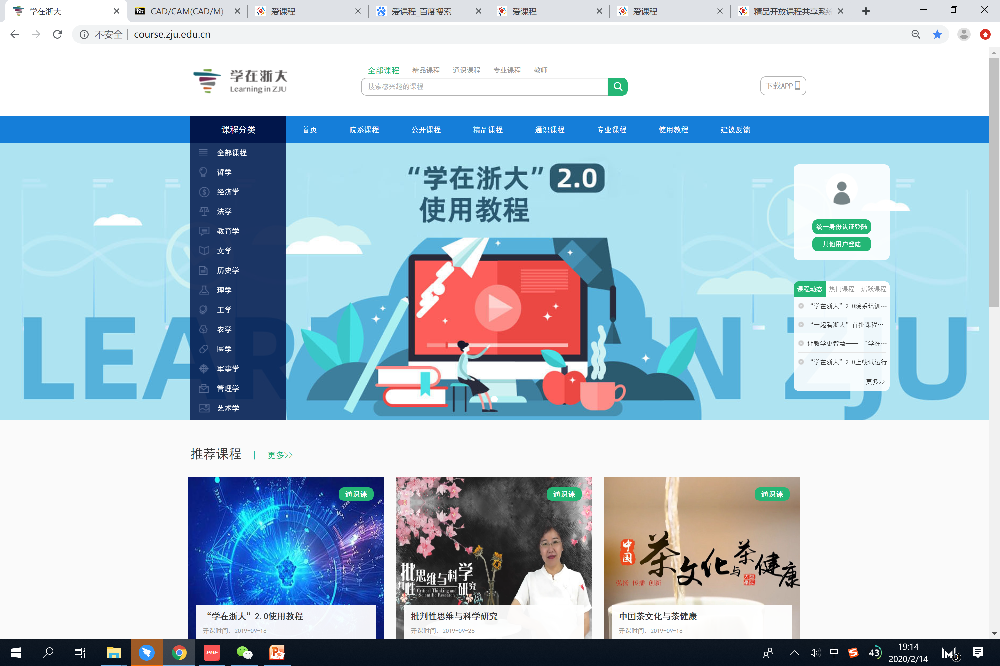 学在浙大
CAD/CAM(CAD/M) -
爱课程
爱课程_百度搜索
爱课程
爱课程
精品开放课程共享系统
不安全
course.zju.edu.cn
学在浙大
Learning in ZJU
全部课程 精品课程 通识课程 专业课程 教师
搜索感兴趣的课程
下载APP
课程分类 首页 院系课程 公开课程 精品课程 通识课程 专业课程 使用教程 建议反馈
全部课程
哲学
经济学
法学
教育学
文学
历史学
理学
工学
农学
医学
军事学
管理学
艺术学
“学在浙大” 2.0
使用教程
统一身份认证登陆
其他用户登陆
课程动态 热门课程 活跃课程
“学在浙大”2.0院系培训…
“一起看浙大”首批课程…
让教学更智慧—— “学在…
“学在浙大”2.0上线试运行
更多>>
推荐课程 | 更多>>
通识课
“学在浙大”2.0使用教程
开课时间：2019-09-18
通识课
批判性思维与科学研究
Critical Thinking and
Scientific Research
批判性思维与科学研究
开课时间：2019-09-26
通识课
中国
茶文化与茶健康
弘扬 传播 创新
中国茶文化与茶健康
开课时间：2019-09-18
PDF
中
43
19:14
2020/2/14
3